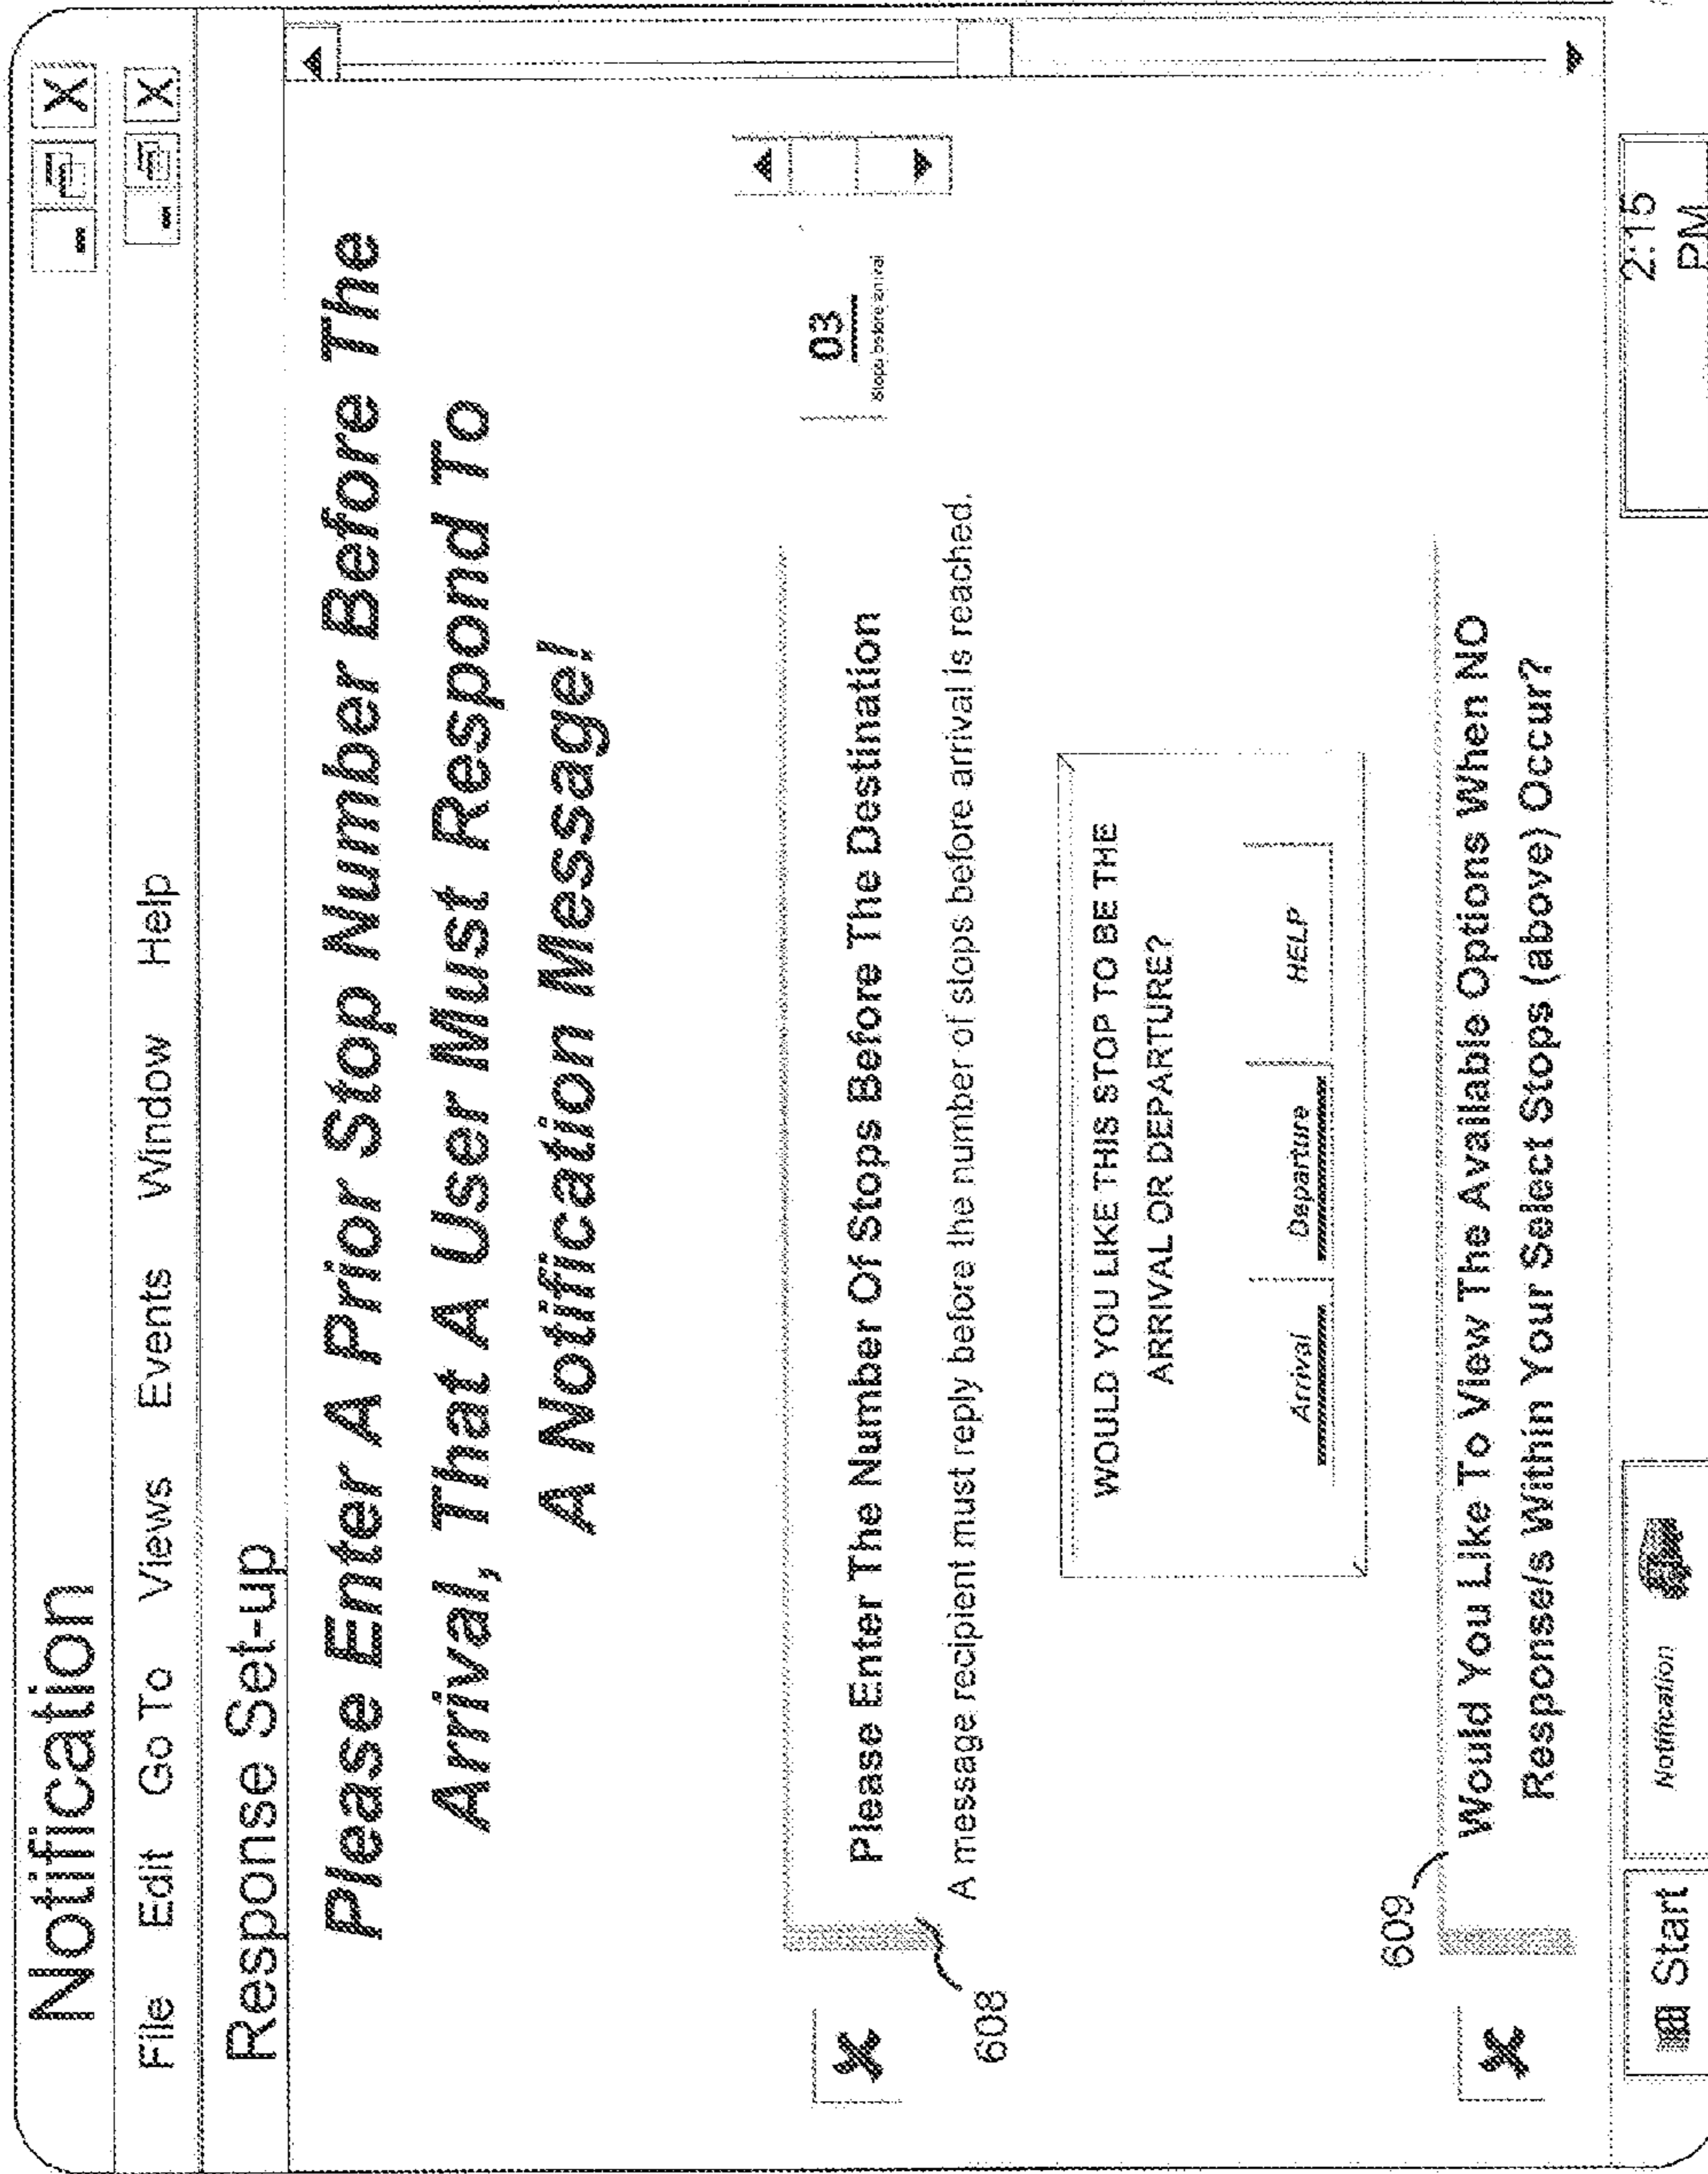 Notification
File Edit Go To Views Events Window Help
Response Set-up
Please Enter A Prior Stop Number Before The
Arrival, That A User Must Respond To
A Notification Message!
Please Enter The Number Of Stops Before The Destination
03
Stops before arrival
A message recipient must reply before the number of stops before arrival is reached.
608
WOULD YOU LIKE THIS STOP TO BE THE
ARRIVAL OR DEPARTURE?
Arrival Departure HELP
609
Would You Like To View The Available Options When NO
Response/s Within Your Select Stops (above) Occur?
Start Notification 2:15
PM